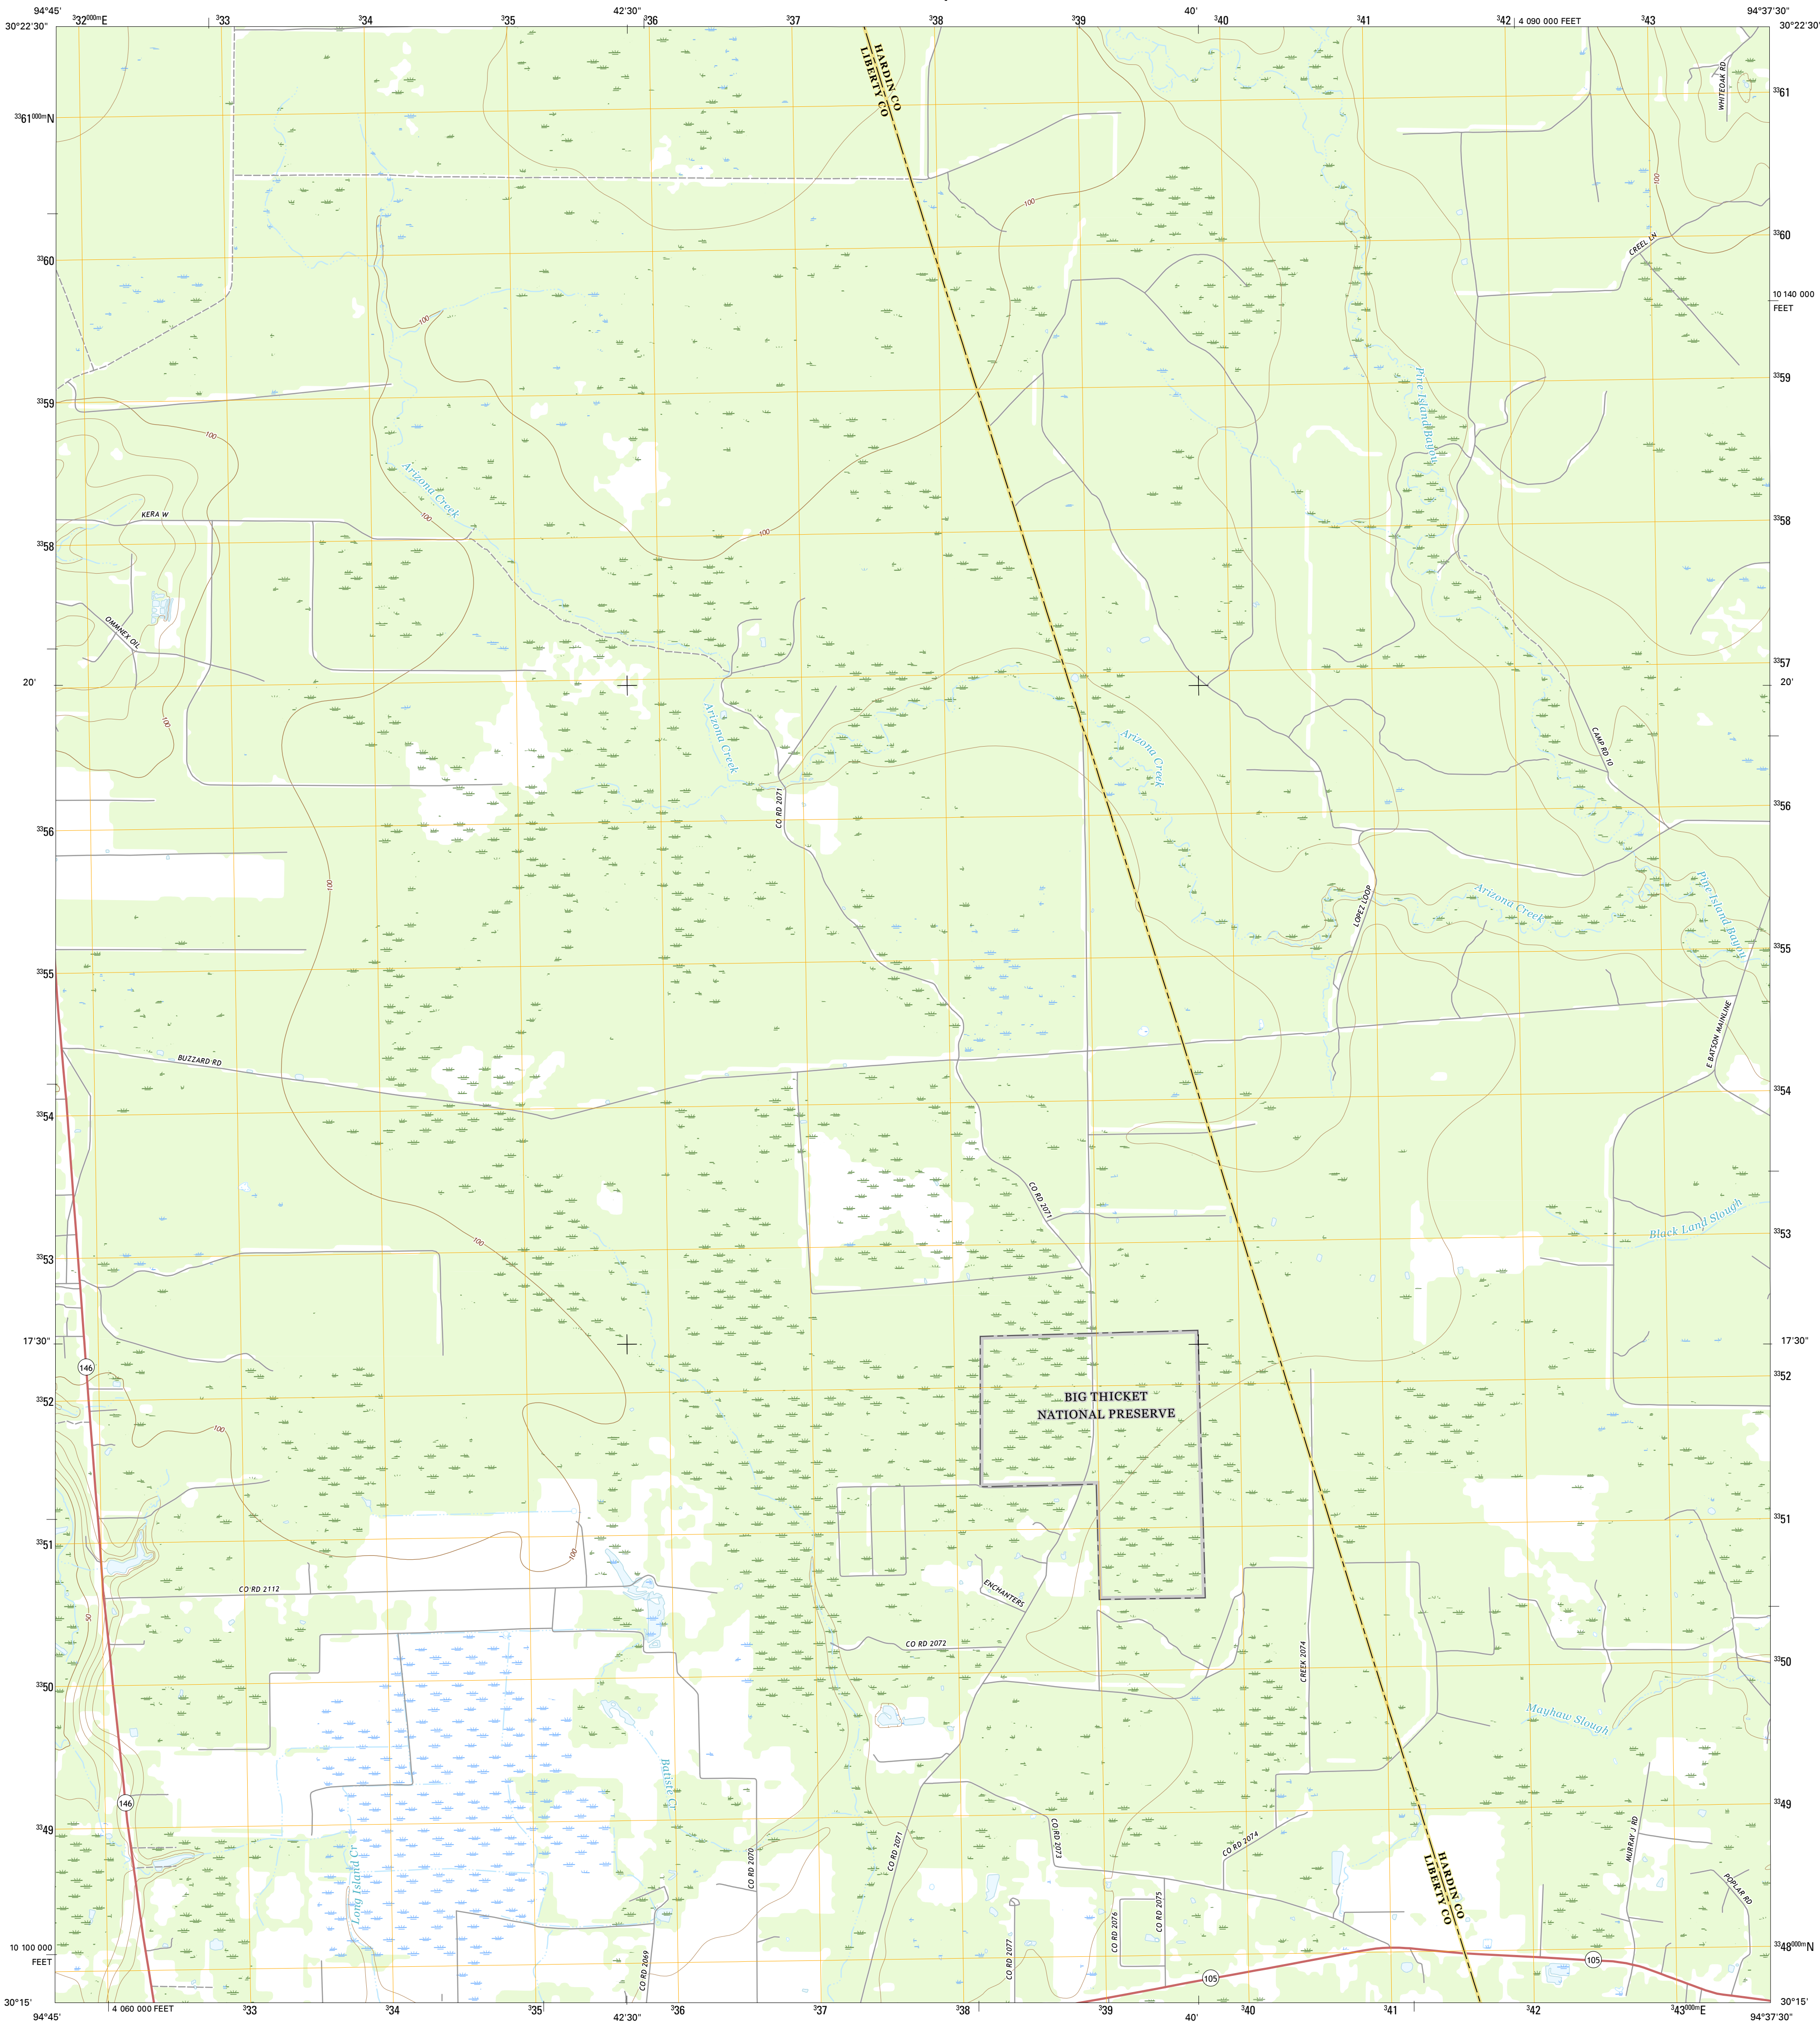 94°45'
³32⁰⁰⁰ᵐE
³33
³34
³35
42'30"
³36
³37
³38
³39
40'
³40
³41
³42
4 090 000 FEET
³43
94°37'30"
30°22'30"
30°22'30"
HARDIN CO
LIBERTY CO
WHITEOAK RD
³³61⁰⁰⁰ᵐN
³³61
100
100
³³60
³³60
CREEL LN
10 140 000
FEET
100
³³59
³³59
Pine Island Bayou
100
Arizona Creek
100
100
KERA W
³³58
³³58
OMMNEX OIL
³³57
20'
20'
100
Arizona Creek
Arizona Creek
CAMP RD 10
CO RD 2071
³³56
³³56
100
LOPEZ LOOP
Arizona Creek
Pine Island Bayou
³³55
³³55
E BATSON MAINLINE
BUZZARD RD
³³54
³³54
CO RD 2071
Black Land Slough
100
³³53
³³53
17'30"
17'30"
146
BIG THICKET
NATIONAL PRESERVE
³³52
³³52
100
³³51
³³51
100
CO RD 2112
50
ENCHANTERS
CO RD 2072
CREEK 2074
³³50
³³50
Mayhaw Slough
Batiste Cr
146
³³49
³³49
CO RD 2071
CO RD 2073
CO RD 2074
MURRAY J RD
CO RD 2070
Long Island Cr
POPLAR RD
HARDIN CO
LIBERTY CO
CO RD 2076
CO RD 2075
CO RD 2077
CO RD 2069
10 100 000
FEET
³³48⁰⁰⁰ᵐN
105
105
30°15'
30°15'
94°45'
4 060 000 FEET
³33
³34
³35
42'30"
³36
³37
³38
³39
40'
³40
³41
³42
³43⁰⁰⁰ᵐE
94°37'30"